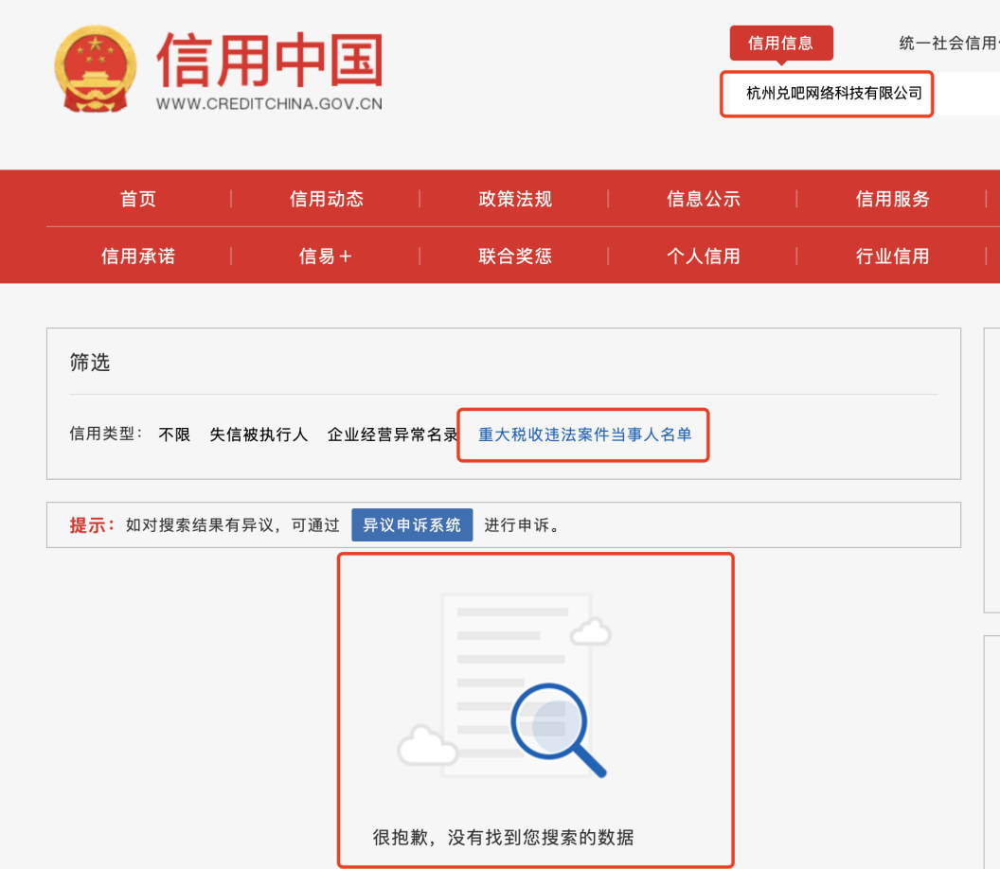 信用中国
WWW.CREDITCHINA.GOV.CN
信用信息
统一社会信用
杭州兑吧网络科技有限公司
首页 信用动态 政策法规 信息公示 信用服务
信用承诺 信易＋ 联合奖惩 个人信用 行业信用
筛选
信用类型： 不限 失信被执行人 企业经营异常名录 重大税收违法案件当事人名单
提示：如对搜索结果有异议，可通过 异议申诉系统 进行申诉。
很抱歉，没有找到您搜索的数据